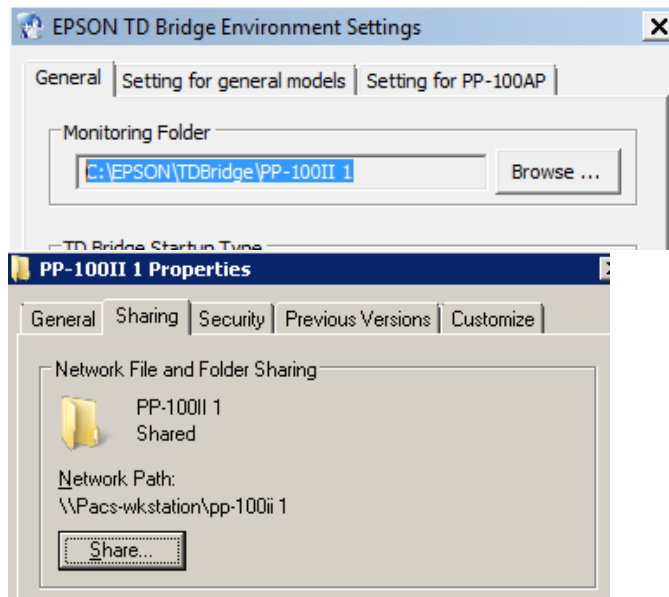 EPSON TD Bridge Environment Settings
General Setting for general models Setting for PP-100AP
Monitoring Folder
C:\EPSON\TDBridge\PP-100II 1 Browse ...
TD Bridge Startup Type
PP-100II 1 Properties
General Sharing Security Previous Versions Customize
Network File and Folder Sharing
PP-100II 1
Shared
Network Path:
\\Pacs-wkstation\pp-100ii 1
Share...